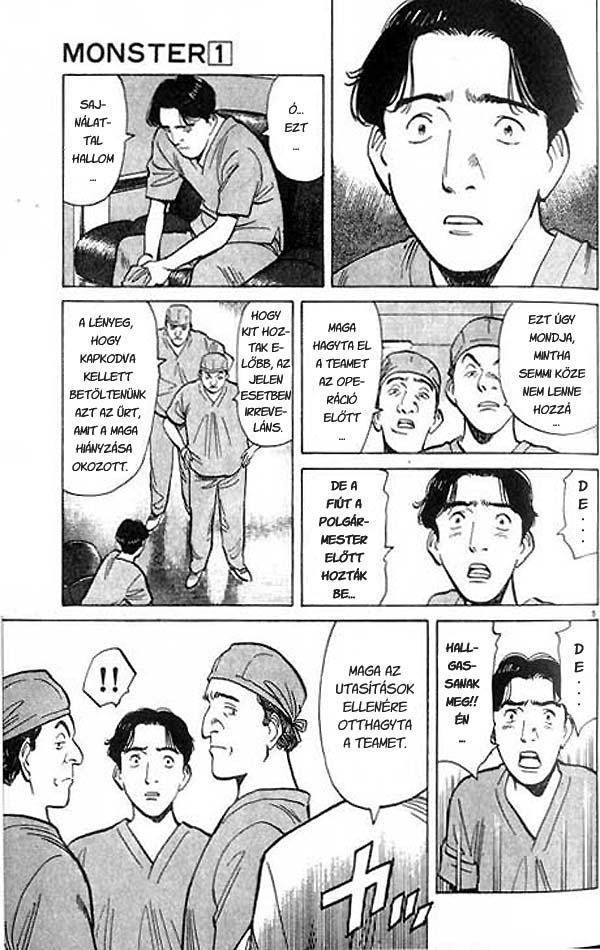 MONSTER 1
Ó...
EZT
...
SAJ-
NÁLAT-
TAL
HALLOM
...
EZT ÚGY
MONDJA,
MINTHA
SEMMI KÖZE
NEM LENNE
HOZZÁ
...
MAGA
HAGYTA EL
A TEAMET
AZ OPE-
RÁCIÓ
ELŐTT
...
HOGY
KIT HOZ-
TAK E-
LŐBB, AZ
JELEN
ESETBEN
IRREVE-
LÁNS.
A LÉNYEG,
HOGY
KAPKODVA
KELLETT
BETÖLTENÜNK
AZT AZ ŰRT,
AMIT A MAGA
HIÁNYZÁSA
OKOZOTT.
DE...
DE A
FIÚT A
POLGÁR-
MESTER
ELŐTT
HOZTÁK
BE...
DE...
HALL-
GAS-
SANAK
MEG!!
ÉN
...
MAGA AZ
UTASÍTÁSOK
ELLENÉRE
OTTHAGYTA
A TEAMET.
!!
カッ